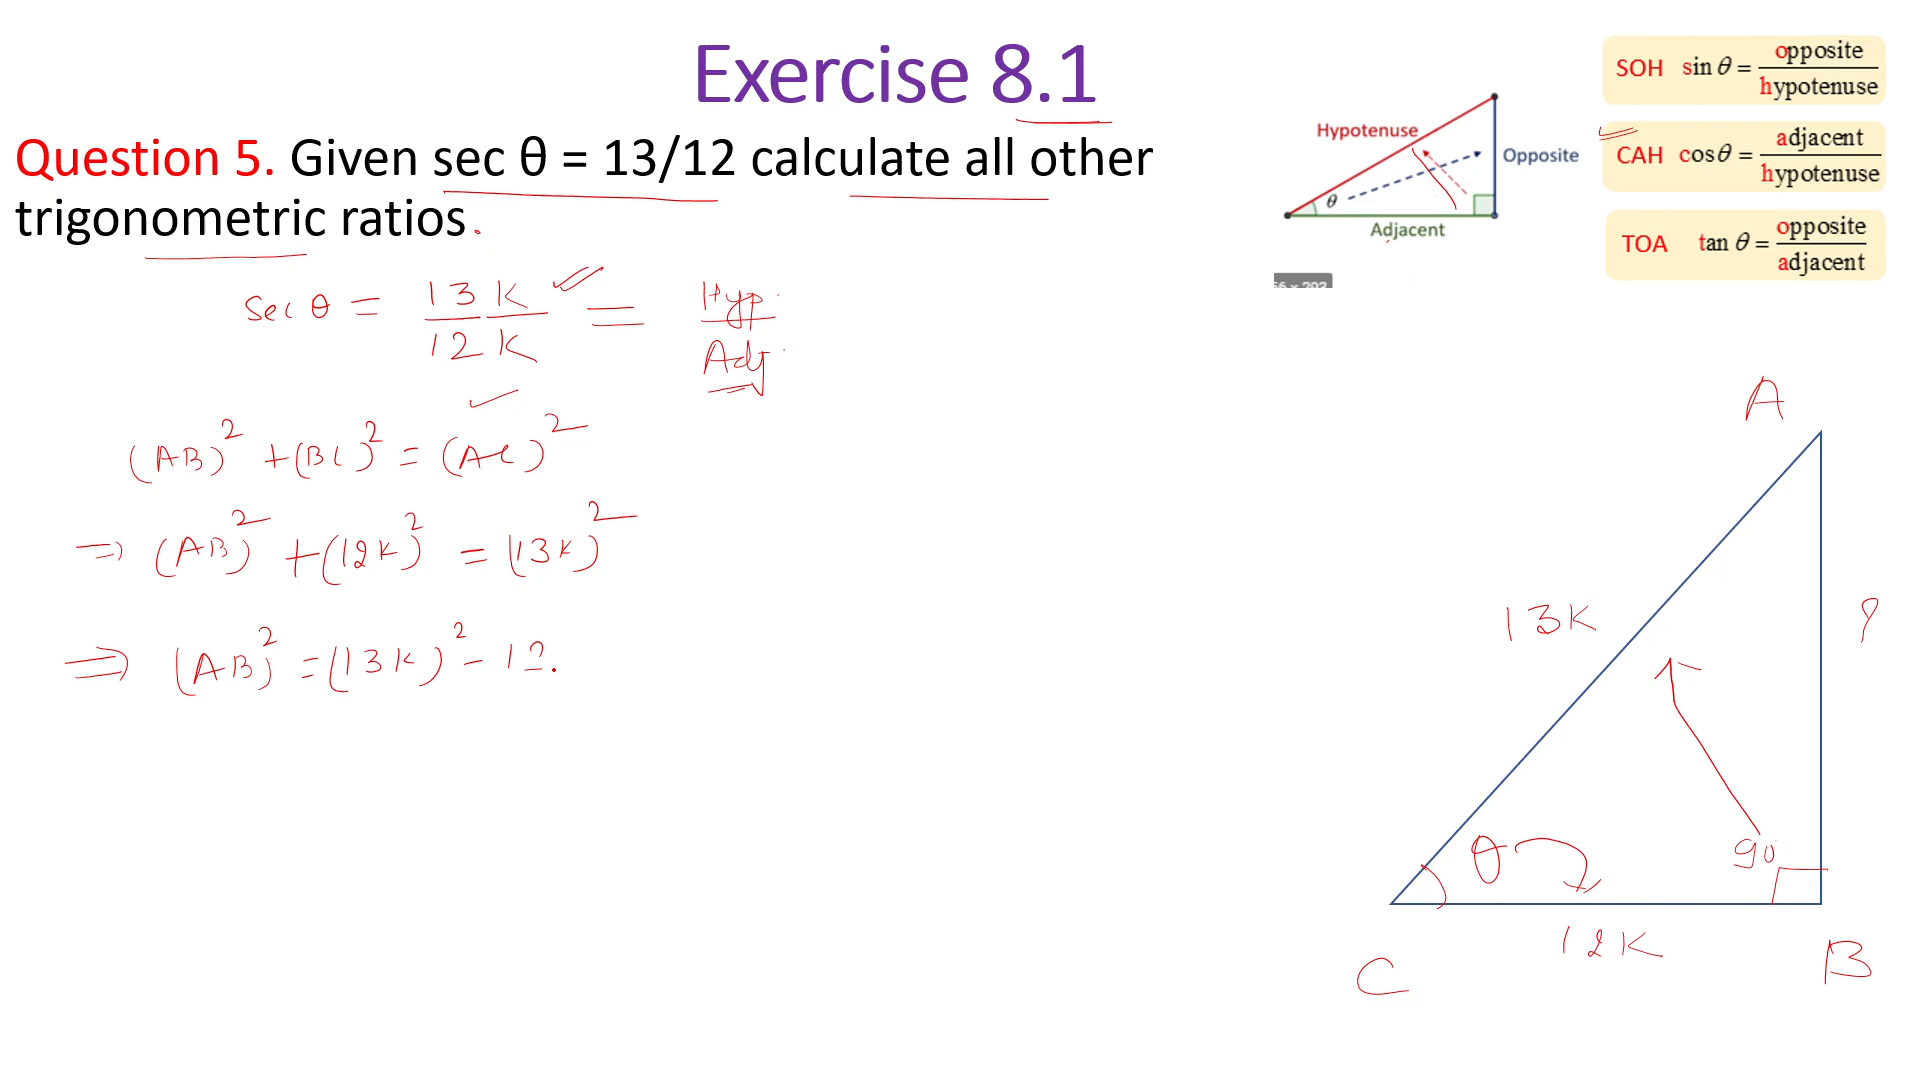 Exercise 8.1
Question 5. Given sec θ = 13/12 calculate all other
trigonometric ratios.
Hypotenuse
Opposite
θ
Adjacent
SOH sin θ = opposite / hypotenuse
CAH cos θ = adjacent / hypotenuse
TOA tan θ = opposite / adjacent
Sec θ = 13K / 12K = Hyp. / Adj.
(AB)² + (BC)² = (AC)²
⇒ (AB)² + (12K)² = (13K)²
⇒ (AB)² = (13K)² - 12.
A
13K
?
θ
90
12K
C
B